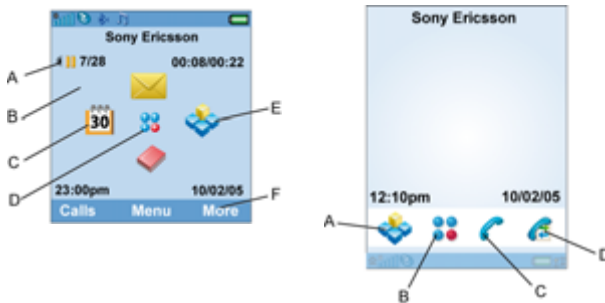 Sony Ericsson
7/28 00:08/00:22
30
23:00pm 10/02/05
Calls Menu More
A
B
C
D
E
F
Sony Ericsson
12:10pm 10/02/05
A
B
C
D